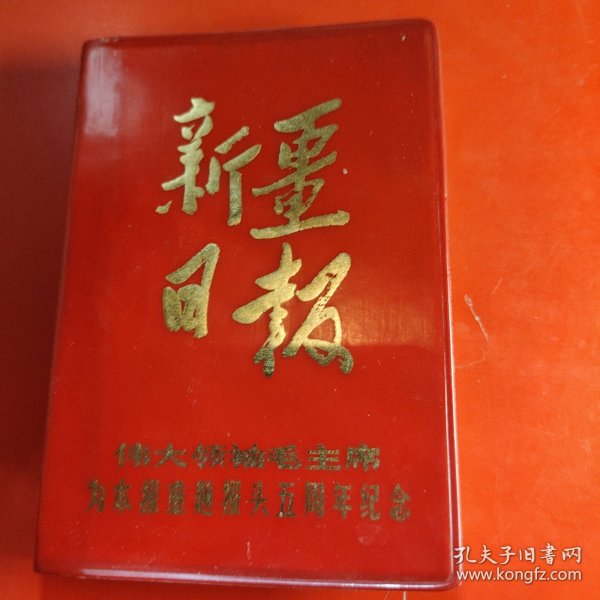 新疆
日报
伟大领袖毛主席
为本报题写报头五周年纪念
孔夫子旧书网
www.kongfz.com